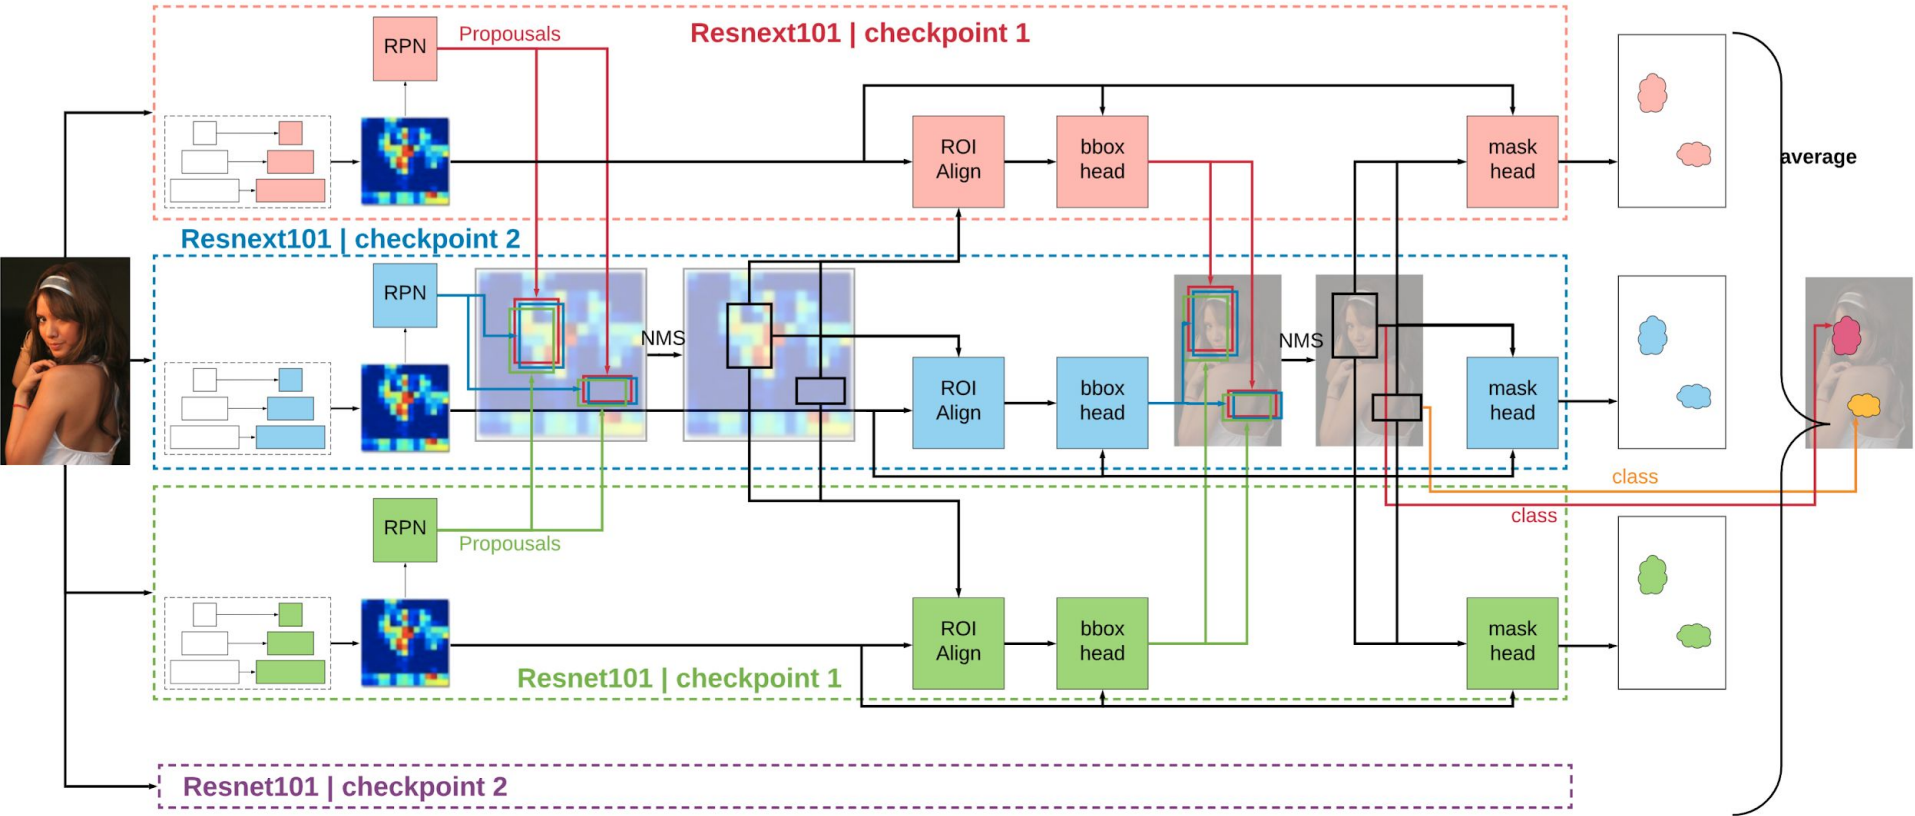 Resnext101 | checkpoint 1
RPN
Propousals
ROI
Align
bbox
head
mask
head
average
Resnext101 | checkpoint 2
RPN
NMS
ROI
Align
bbox
head
NMS
mask
head
class
class
RPN
Propousals
ROI
Align
bbox
head
mask
head
Resnet101 | checkpoint 1
Resnet101 | checkpoint 2